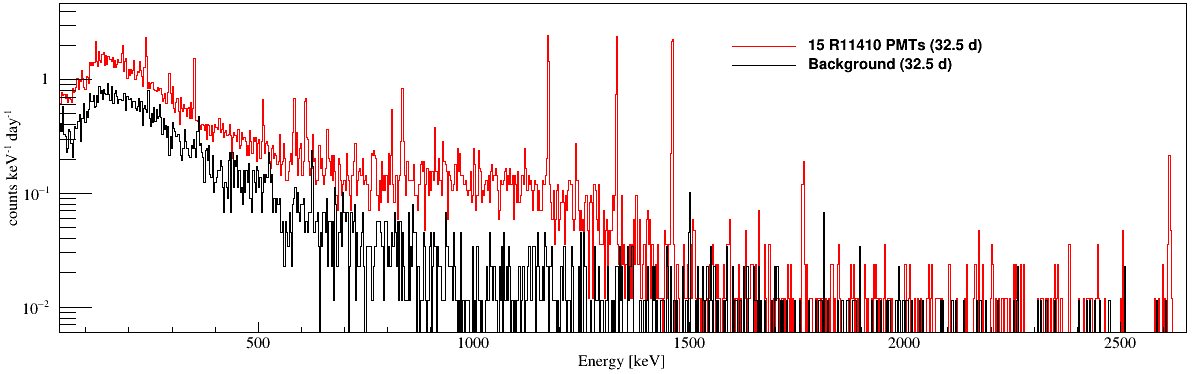 15 R11410 PMTs (32.5 d)
Background (32.5 d)
counts keV⁻¹ day⁻¹
1
10⁻¹
10⁻²
500 1000 1500 2000 2500
Energy [keV]